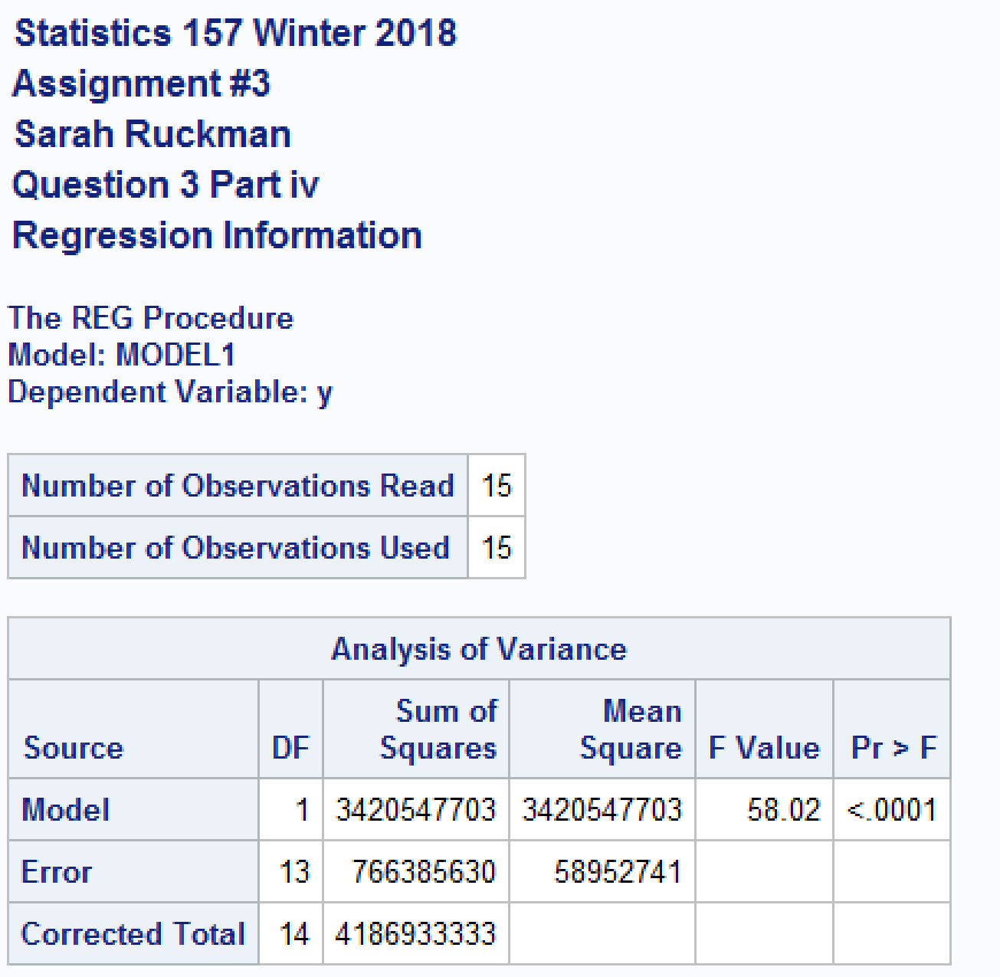 Statistics 157 Winter 2018
Assignment #3
Sarah Ruckman
Question 3 Part iv
Regression Information
The REG Procedure
Model: MODEL1
Dependent Variable: y
Number of Observations Read 15
Number of Observations Used 15
Analysis of Variance
Source DF Sum of Squares Mean Square F Value Pr > F
Model 1 3420547703 3420547703 58.02 <.0001
Error 13 766385630 58952741
Corrected Total 14 4186933333